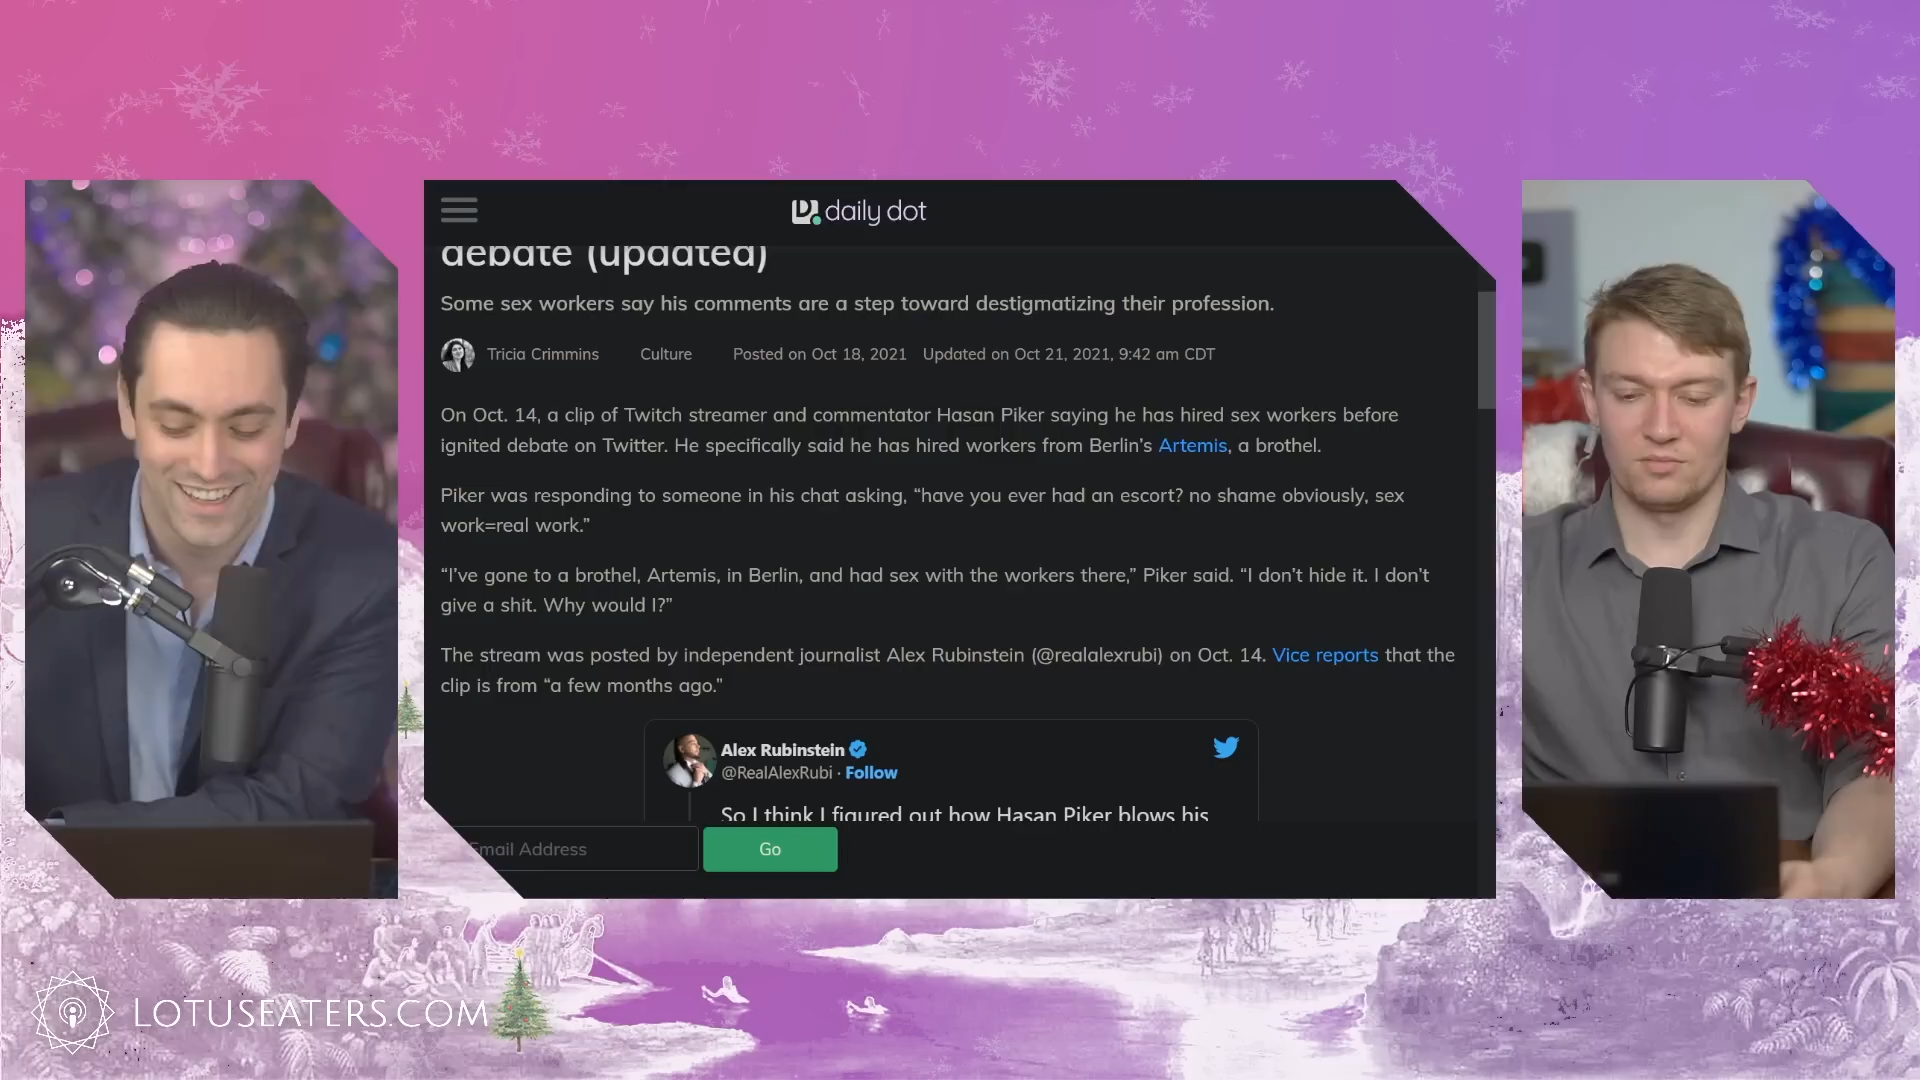 daily dot
debate (updated)
Some sex workers say his comments are a step toward destigmatizing their profession.
Tricia Crimmins Culture Posted on Oct 18, 2021 Updated on Oct 21, 2021, 9:42 am CDT
On Oct. 14, a clip of Twitch streamer and commentator Hasan Piker saying he has hired sex workers before
ignited debate on Twitter. He specifically said he has hired workers from Berlin’s Artemis, a brothel.
Piker was responding to someone in his chat asking, “have you ever had an escort? no shame obviously, sex
work=real work.”
“I’ve gone to a brothel, Artemis, in Berlin, and had sex with the workers there,” Piker said. “I don’t hide it. I don’t
give a shit. Why would I?”
The stream was posted by independent journalist Alex Rubinstein (@realalexrubi) on Oct. 14. Vice reports that the
clip is from “a few months ago.”
Alex Rubinstein
@RealAlexRubi · Follow
So I think I figured out how Hasan Piker blows his
Email Address Go
LOTUSEATERS.COM